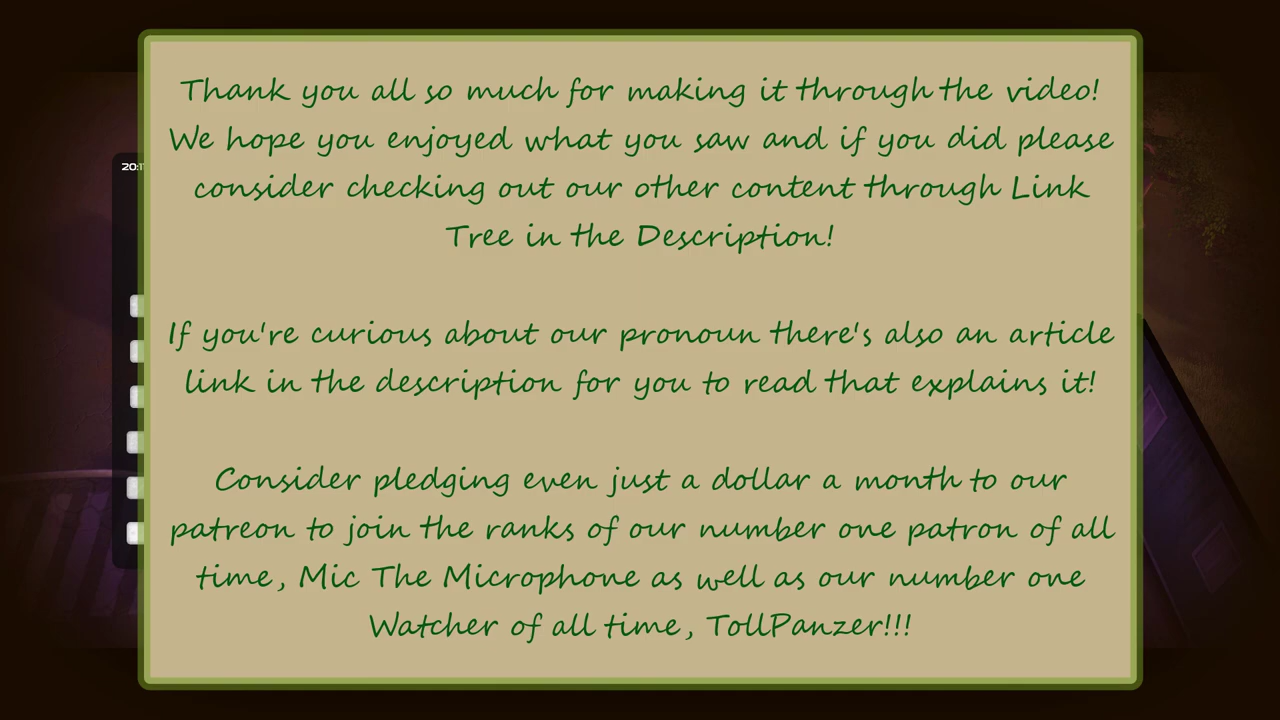 Thank you all so much for making it through the video!
We hope you enjoyed what you saw and if you did please
consider checking out our other content through Link
Tree in the Description!
If you're curious about our pronoun there's also an article
link in the description for you to read that explains it!
Consider pledging even just a dollar a month to our
patreon to join the ranks of our number one patron of all
time, Mic The Microphone as well as our number one
Watcher of all time, TollPanzer!!!